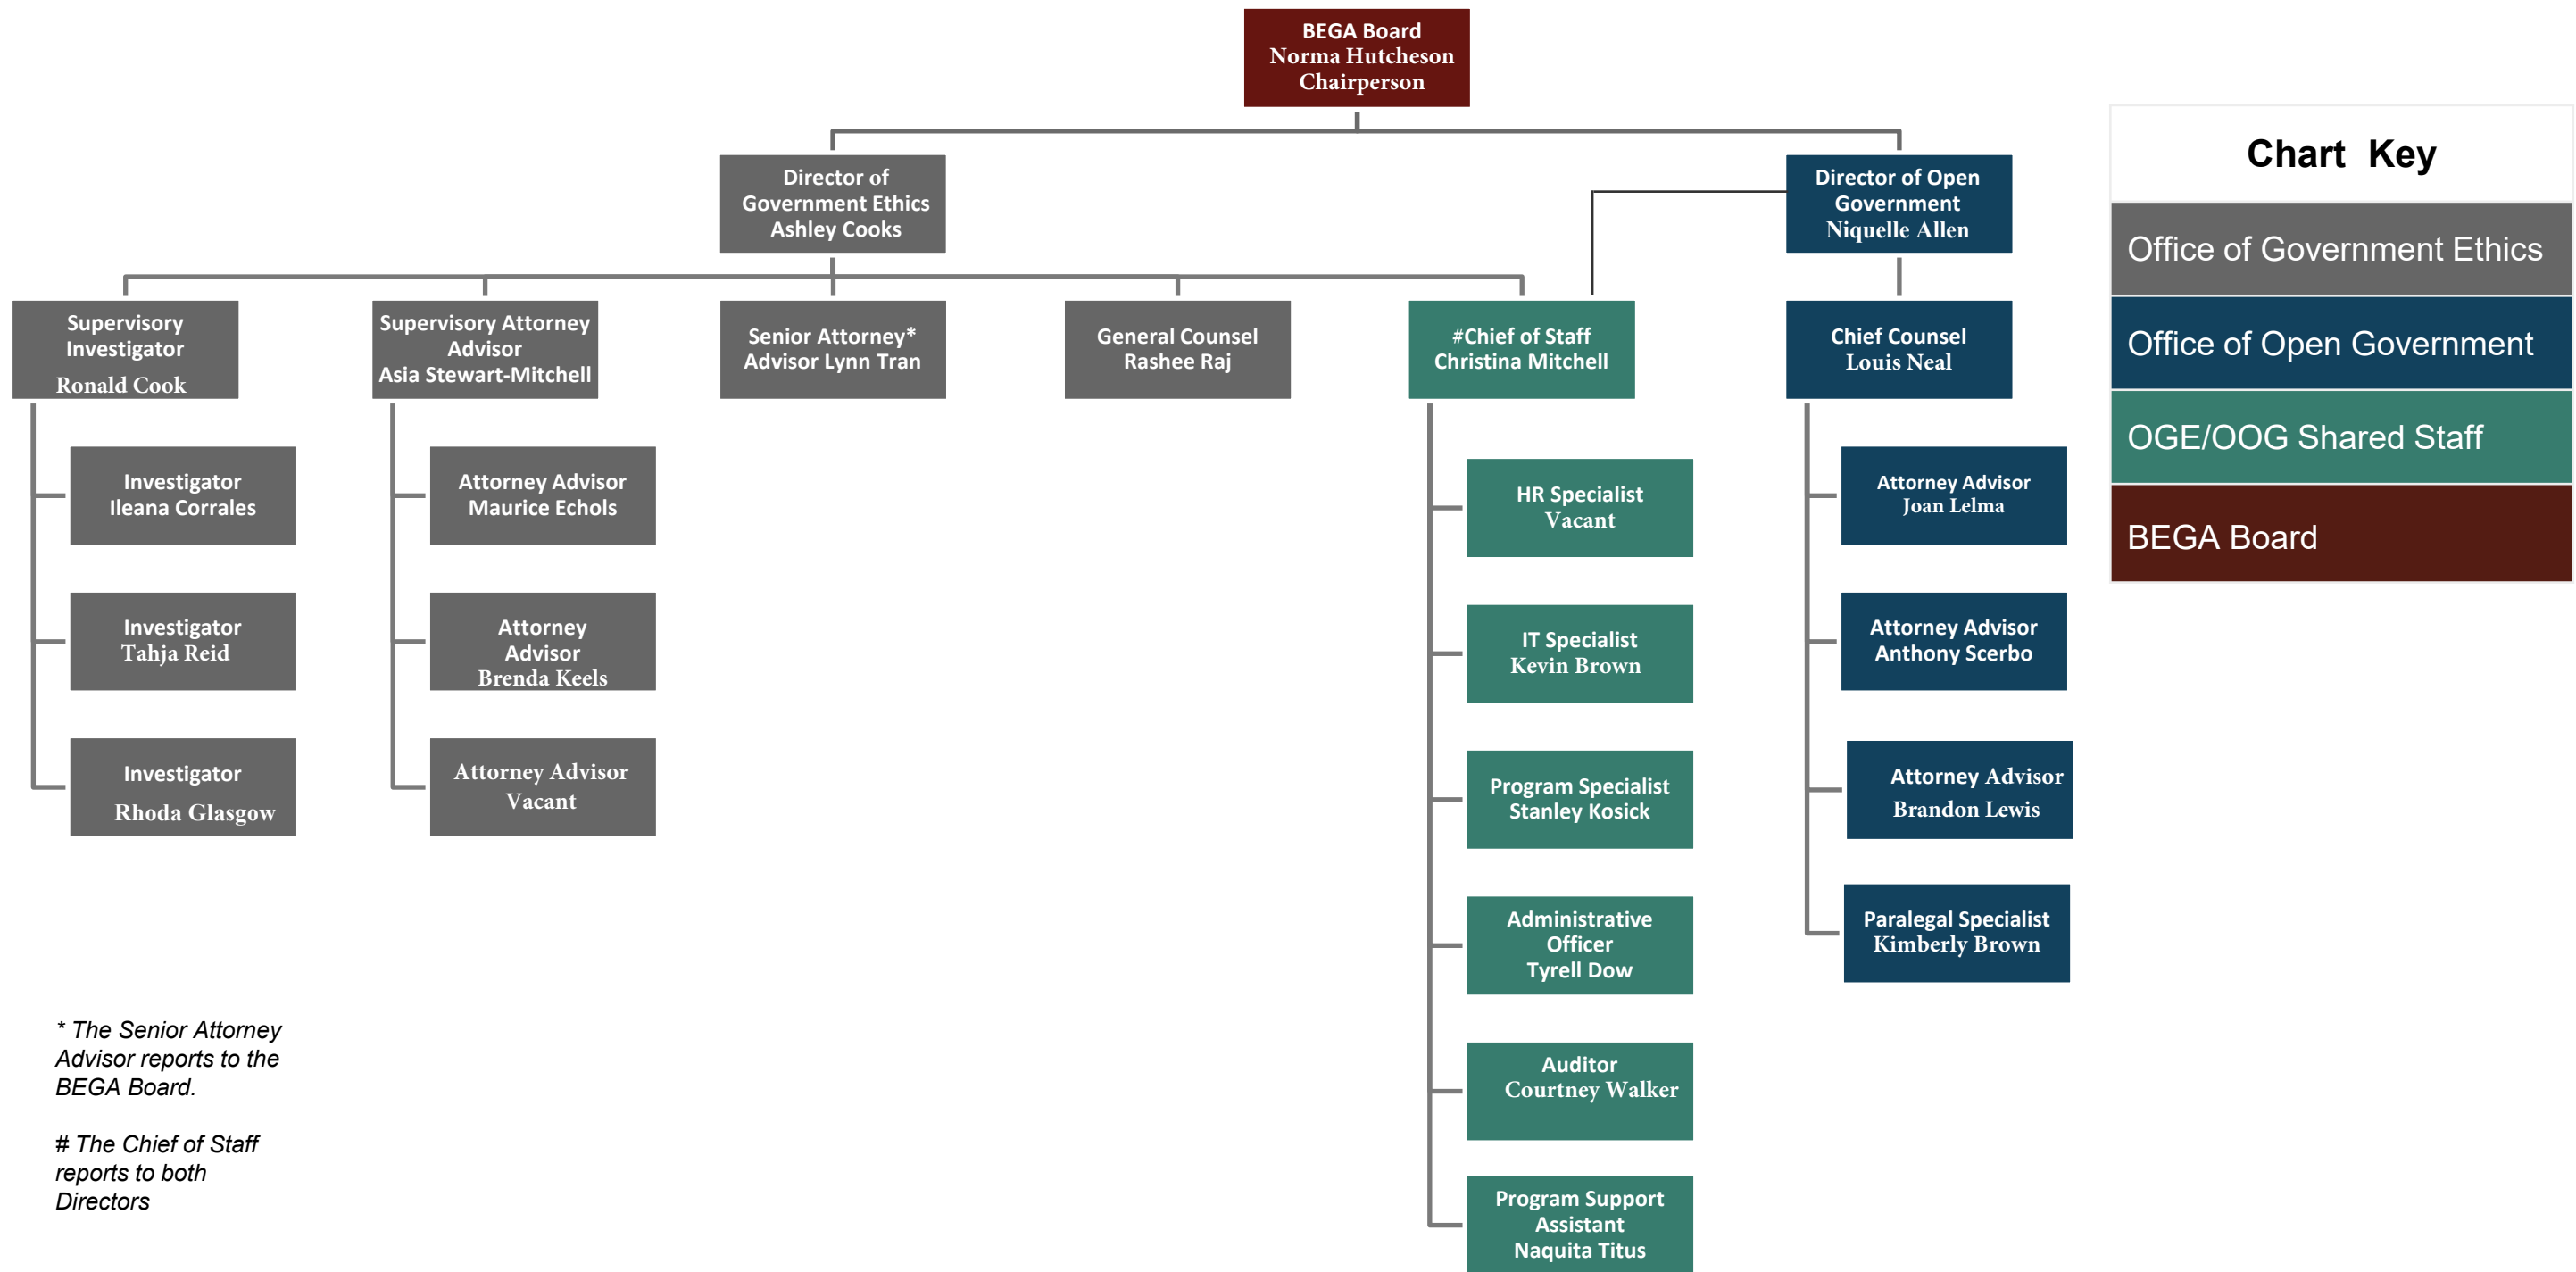 BEGA Board
Norma Hutcheson
Chairperson
Director of
Government Ethics
Ashley Cooks
Director of Open
Government
Niquelle Allen
Supervisory
Investigator
Ronald Cook
Supervisory Attorney
Advisor
Asia Stewart-Mitchell
Senior Attorney*
Advisor Lynn Tran
General Counsel
Rashee Raj
#Chief of Staff
Christina Mitchell
Chief Counsel
Louis Neal
Investigator
Ileana Corrales
Investigator
Tahja Reid
Investigator
Rhoda Glasgow
Attorney Advisor
Maurice Echols
Attorney
Advisor
Brenda Keels
Attorney Advisor
Vacant
HR Specialist
Vacant
IT Specialist
Kevin Brown
Program Specialist
Stanley Kosick
Administrative
Officer
Tyrell Dow
Auditor
Courtney Walker
Program Support
Assistant
Naquita Titus
Attorney Advisor
Joan Lelma
Attorney Advisor
Anthony Scerbo
Attorney Advisor
Brandon Lewis
Paralegal Specialist
Kimberly Brown
Chart Key
Office of Government Ethics
Office of Open Government
OGE/OOG Shared Staff
BEGA Board
* The Senior Attorney
Advisor reports to the
BEGA Board.
# The Chief of Staff
reports to both
Directors